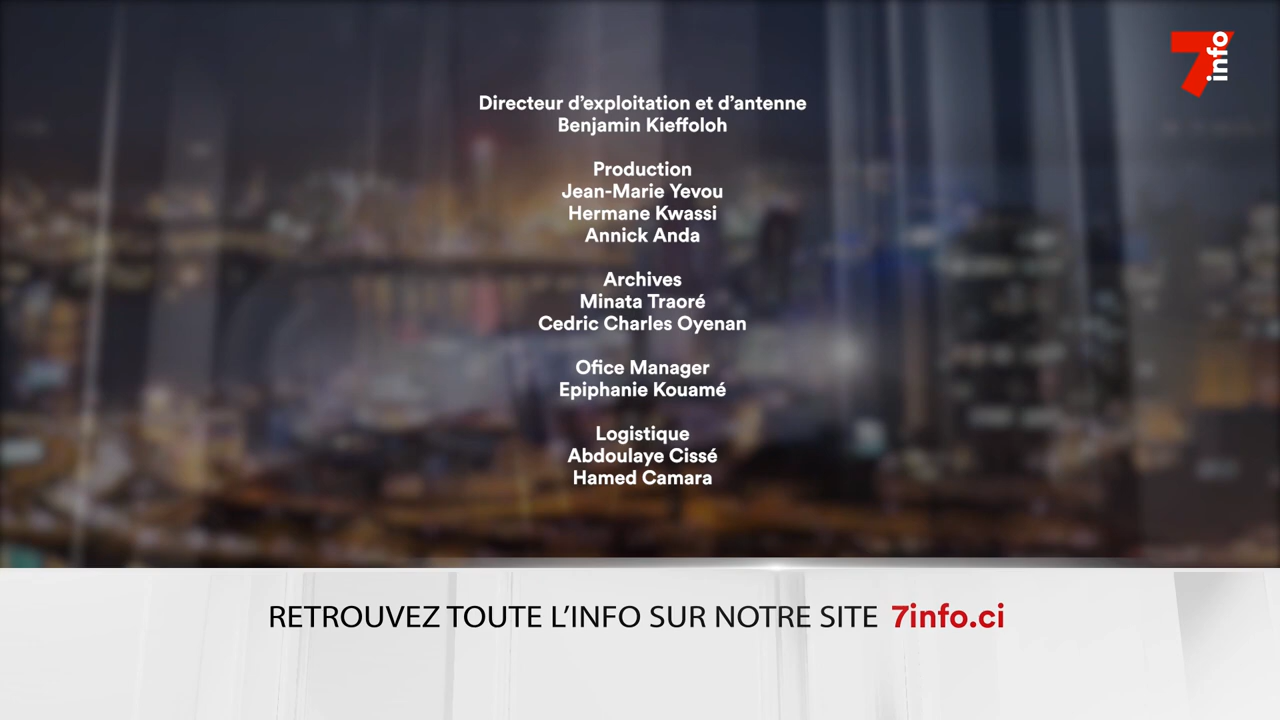 7info
Directeur d'exploitation et d'antenne
Benjamin Kieffoloh
Production
Jean-Marie Yevou
Hermane Kwassi
Annick Anda
Archives
Minata Traoré
Cedric Charles Oyenan
Ofice Manager
Epiphanie Kouamé
Logistique
Abdoulaye Cissé
Hamed Camara
RETROUVEZ TOUTE L'INFO SUR NOTRE SITE 7info.ci